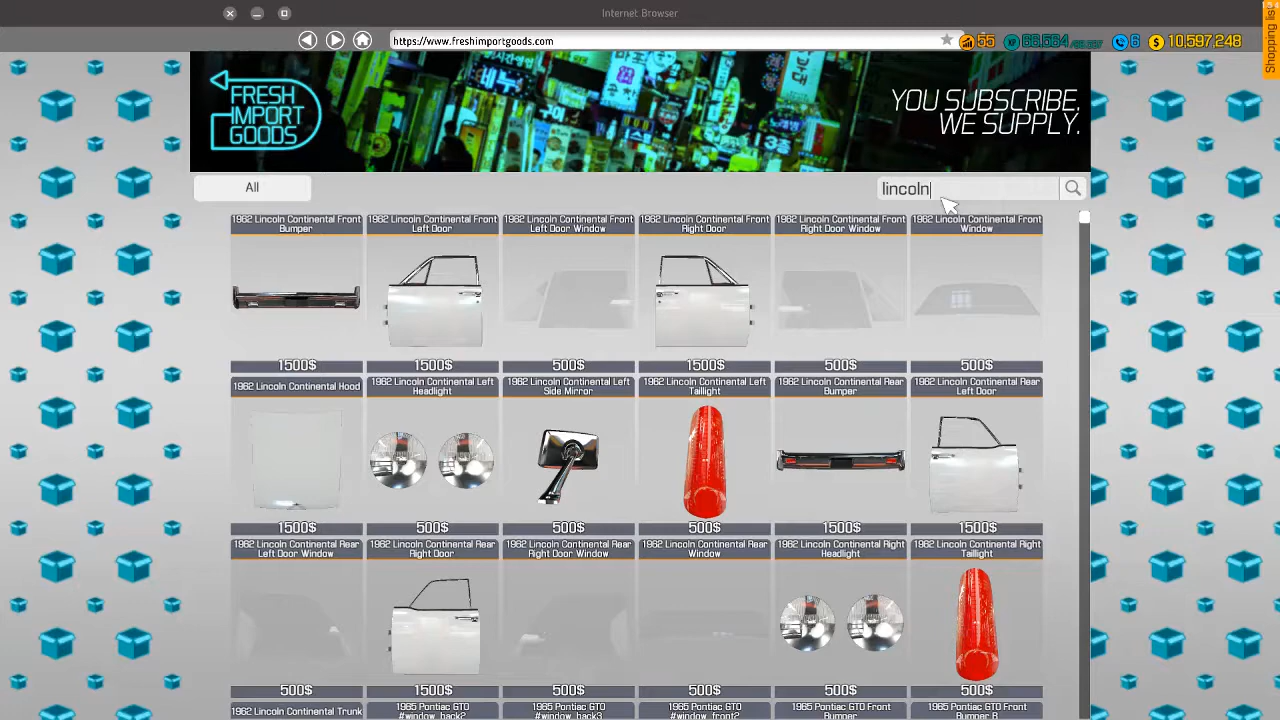 Internet Browser
Shopping list
https://www.freshimportgoods.com
55
6
10,597,248
FRESH
IMPORT
GOODS
YOU SUBSCRIBE.
WE SUPPLY.
All
lincoln
1962 Lincoln Continental Front
Bumper
1962 Lincoln Continental Front
Left Door
1962 Lincoln Continental Front
Left Door Window
1962 Lincoln Continental Front
Right Door
1962 Lincoln Continental Front
Right Door Window
1962 Lincoln Continental Front
Window
1500$
1500$
500$
1500$
500$
500$
1962 Lincoln Continental Hood
1962 Lincoln Continental Left
Headlight
1962 Lincoln Continental Left
Side Mirror
1962 Lincoln Continental Left
Taillight
1962 Lincoln Continental Rear
Bumper
1962 Lincoln Continental Rear
Left Door
1500$
500$
500$
500$
1500$
1500$
1962 Lincoln Continental Rear
Left Door Window
1962 Lincoln Continental Rear
Right Door
1962 Lincoln Continental Rear
Right Door Window
1962 Lincoln Continental Rear
Window
1962 Lincoln Continental Right
Headlight
1962 Lincoln Continental Right
Taillight
500$
1500$
500$
500$
500$
500$
1962 Lincoln Continental Trunk
1965 Pontiac GTO
#window_back2
1965 Pontiac GTO
#window_back3
1965 Pontiac GTO
#window_front2
1965 Pontiac GTO Front
Bumper
1965 Pontiac GTO Front
Bumper B